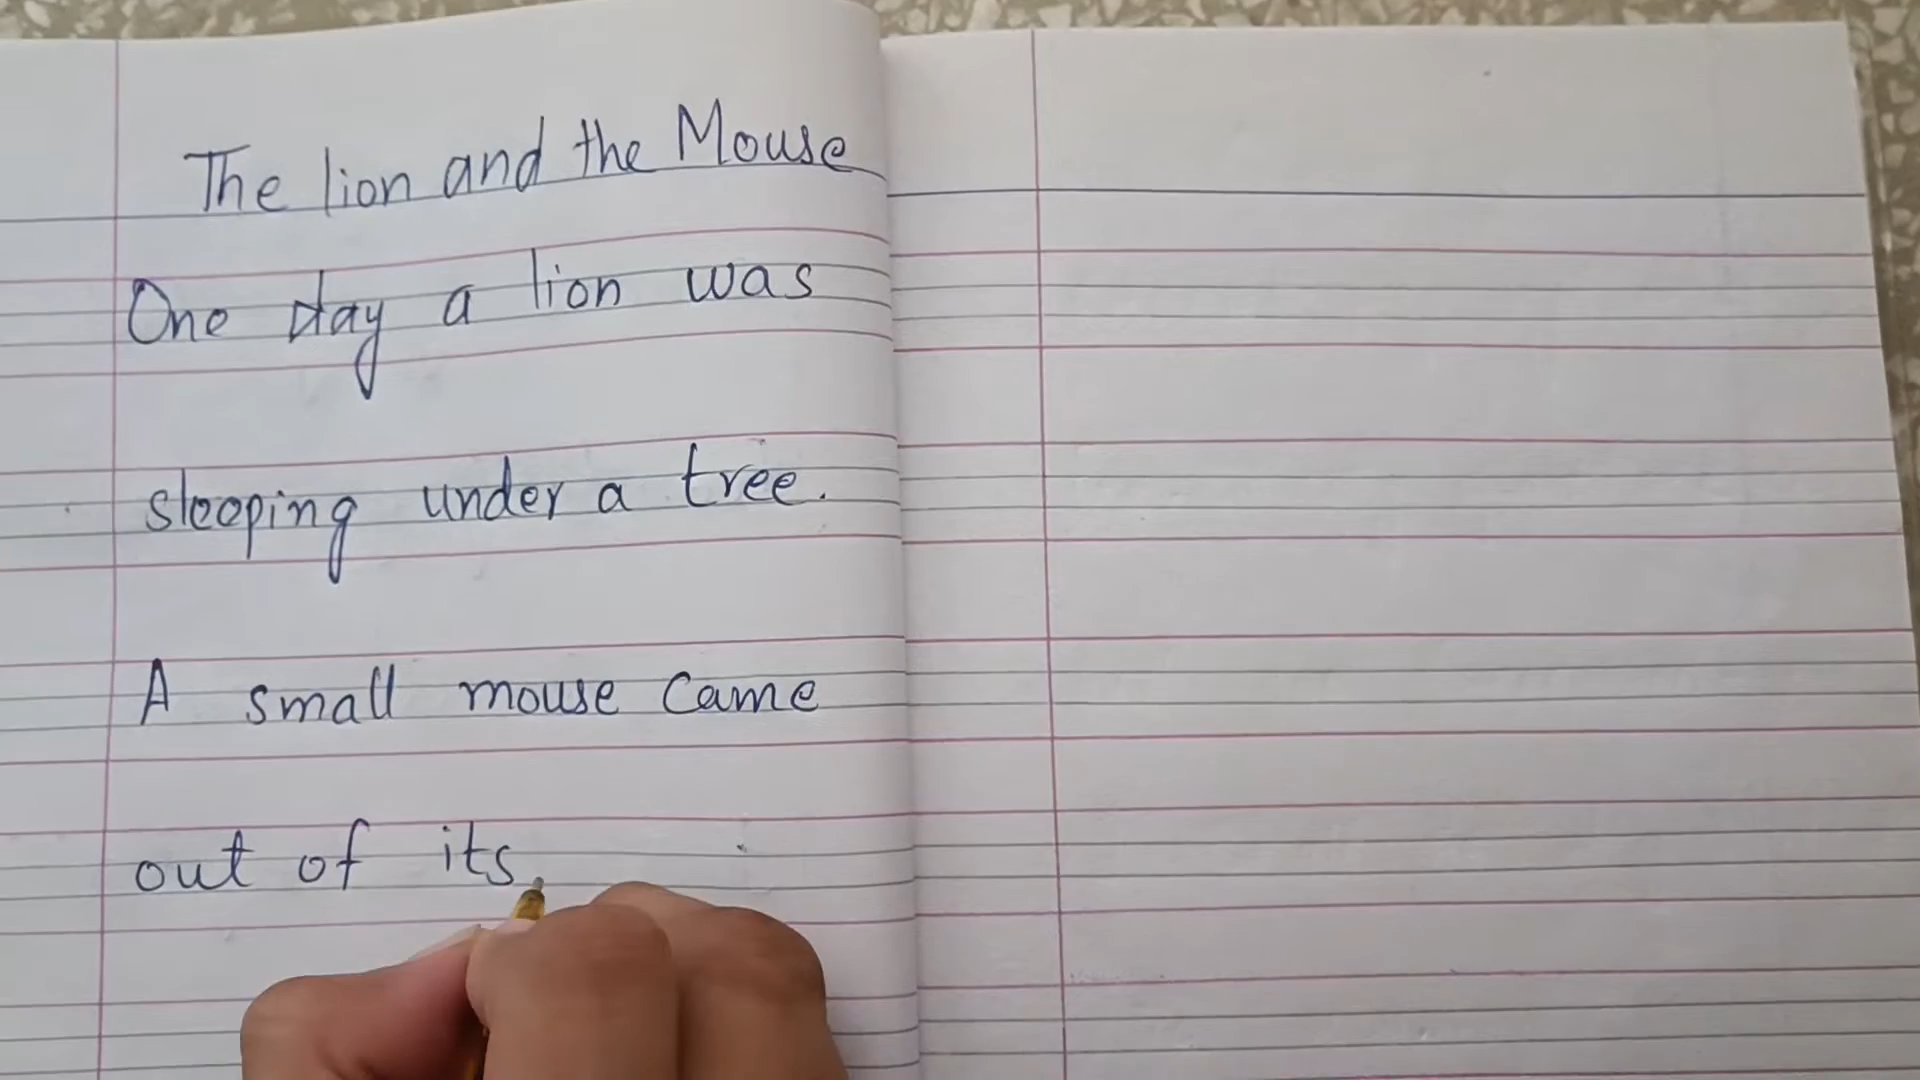 The lion and the Mouse
One day a lion was
sleeping under a tree.
A small mouse came
out of its